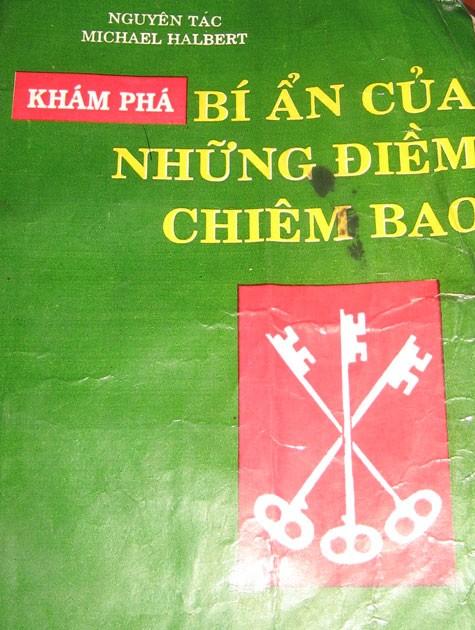 NGUYÊN TÁC
MICHAEL HALBERT
KHÁM PHÁ BÍ ẨN CỦA
NHỮNG ĐIỀM
CHIÊM BAO